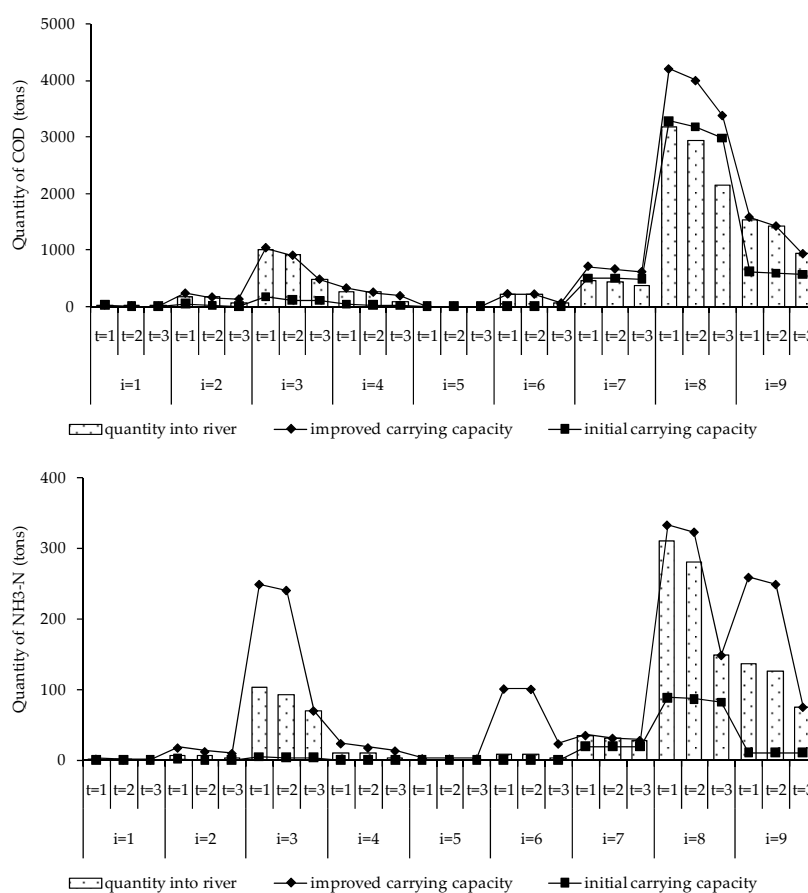 5000
4000
3000
2000
1000
0
Quantity of COD (tons)
t=1 t=2 t=3 t=1 t=2 t=3 t=1 t=2 t=3 t=1 t=2 t=3 t=1 t=2 t=3 t=1 t=2 t=3 t=1 t=2 t=3 t=1 t=2 t=3 t=1 t=2 t=3
i=1 i=2 i=3 i=4 i=5 i=6 i=7 i=8 i=9
quantity into river improved carrying capacity initial carrying capacity
400
300
200
100
0
Quantity of NH3-N (tons)
t=1 t=2 t=3 t=1 t=2 t=3 t=1 t=2 t=3 t=1 t=2 t=3 t=1 t=2 t=3 t=1 t=2 t=3 t=1 t=2 t=3 t=1 t=2 t=3 t=1 t=2 t=3
i=1 i=2 i=3 i=4 i=5 i=6 i=7 i=8 i=9
quantity into river improved carrying capacity initial carrying capacity